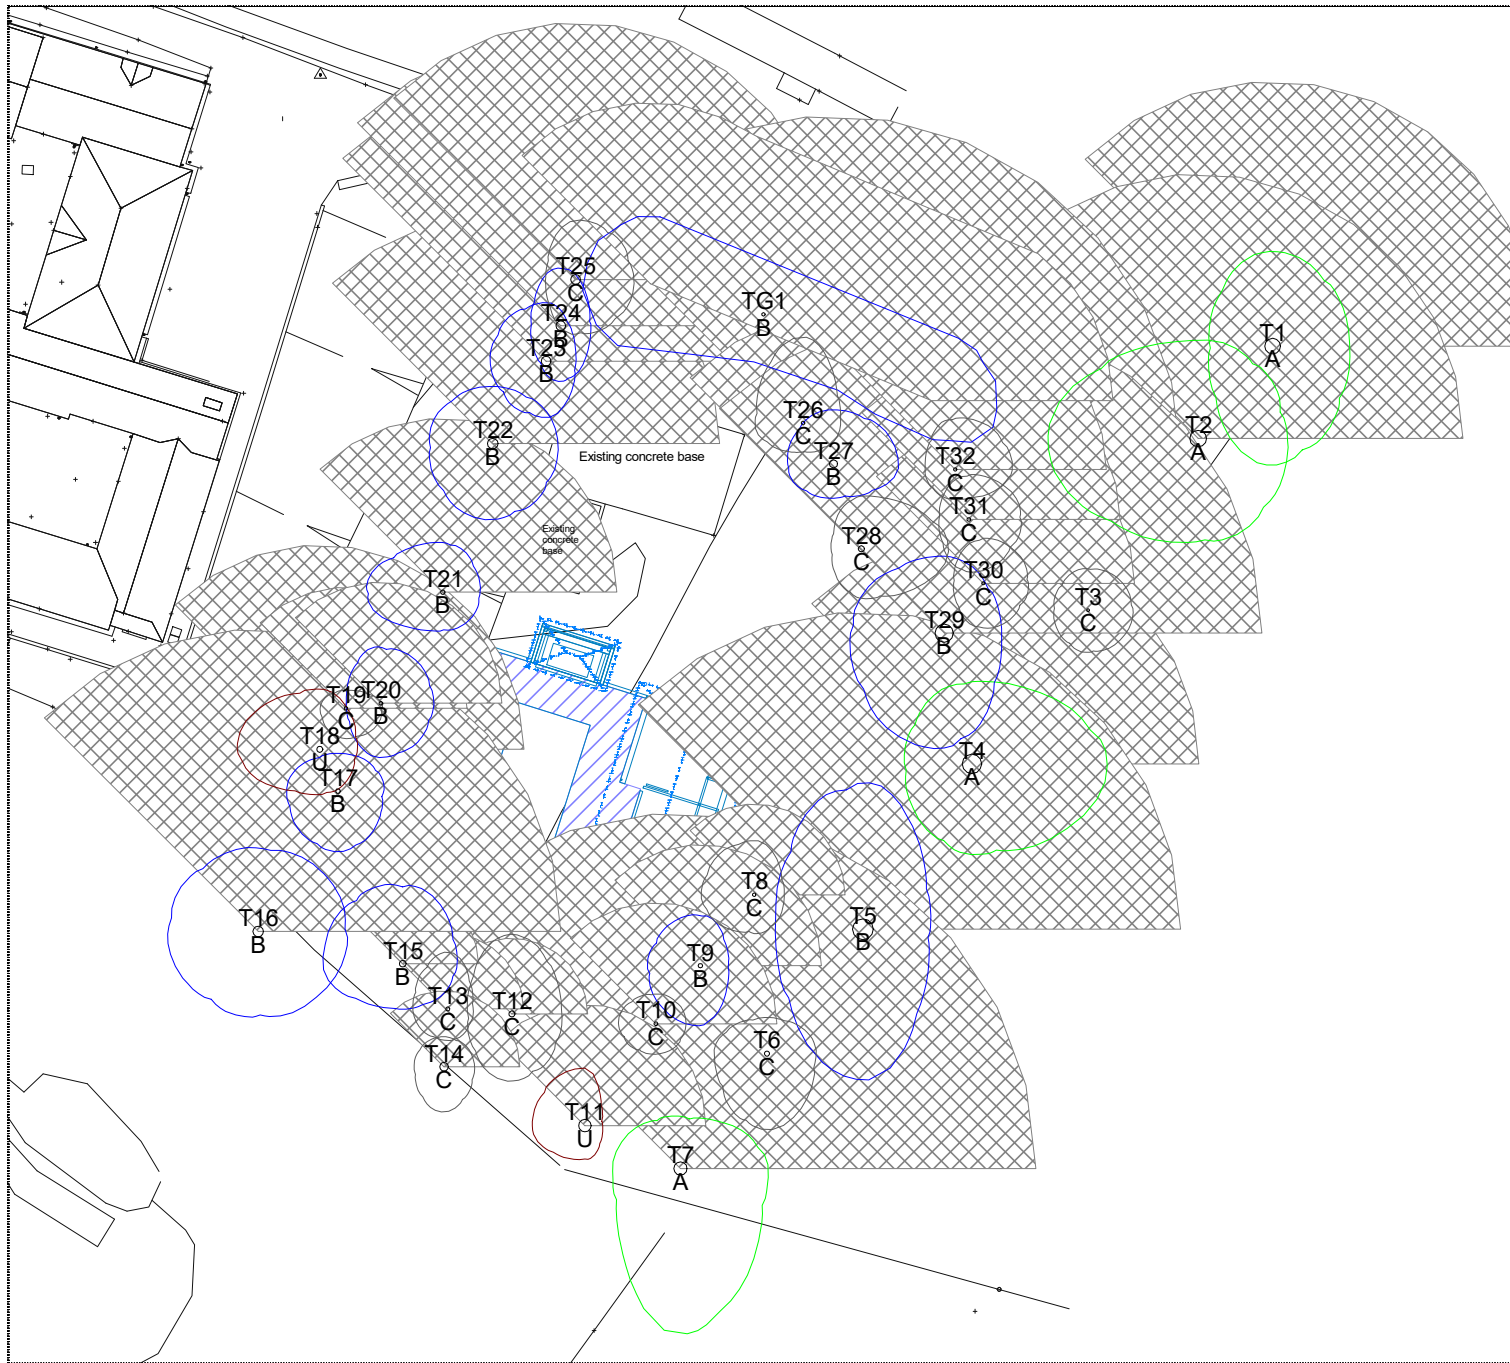 T25
C
TG1
B
T24
B
T1
A
T23
B
T26
C
T2
A
T22
B
T27
B
Existing concrete base
T32
C
T31
C
Existing
concrete
base
T28
C
T21
B
T30
C
T3
C
T29
B
T19
C
T20
B
T18
U
T4
A
T17
B
T8
C
T16
B
T5
B
T15
B
T9
B
T13
C
T12
C
T10
C
T14
C
T6
C
T11
U
T7
A